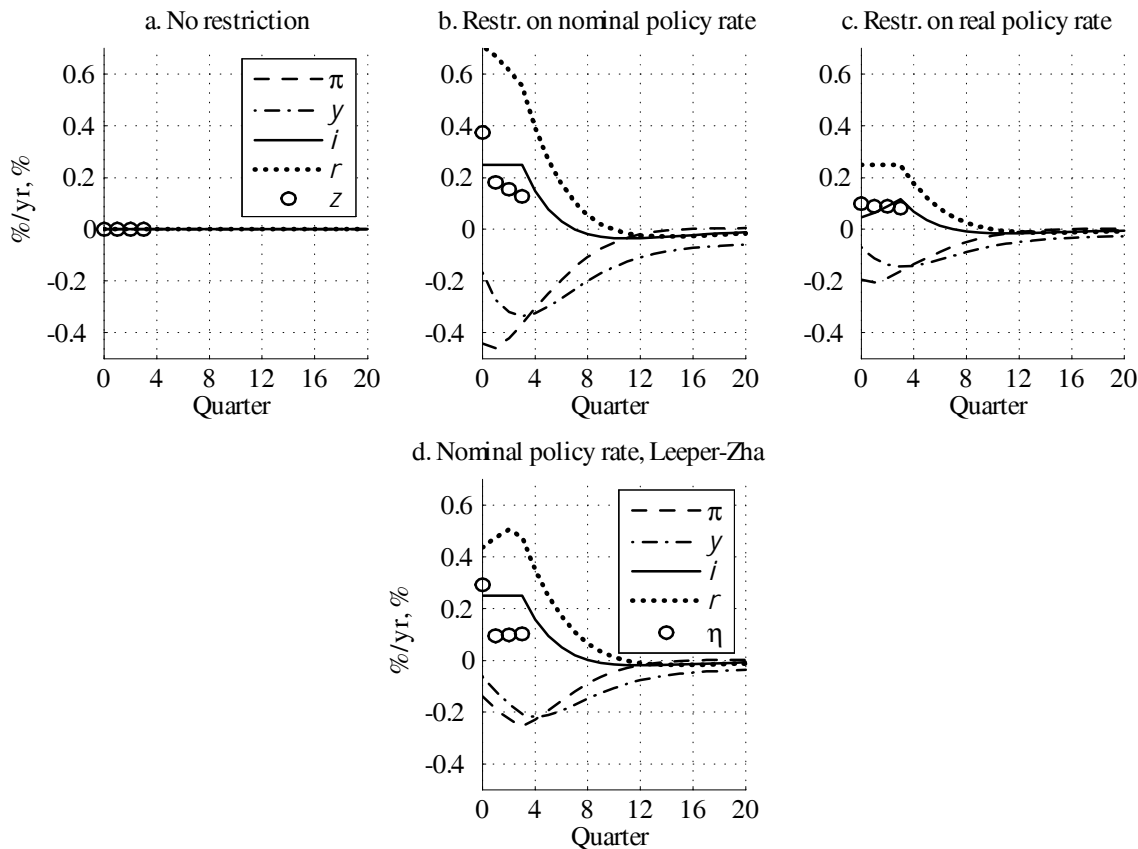 a. No restriction
b. Restr. on nominal policy rate
c. Restr. on real policy rate
%/yr, %
0.6
0.4
0.2
0
-0.2
-0.4
π
y
i
r
z
0 4 8 12 16 20
Quarter
0.6
0.4
0.2
0
-0.2
-0.4
0 4 8 12 16 20
Quarter
0.6
0.4
0.2
0
-0.2
-0.4
0 4 8 12 16 20
Quarter
d. Nominal policy rate, Leeper-Zha
%/yr, %
0.6
0.4
0.2
0
-0.2
-0.4
π
y
i
r
η
0 4 8 12 16 20
Quarter